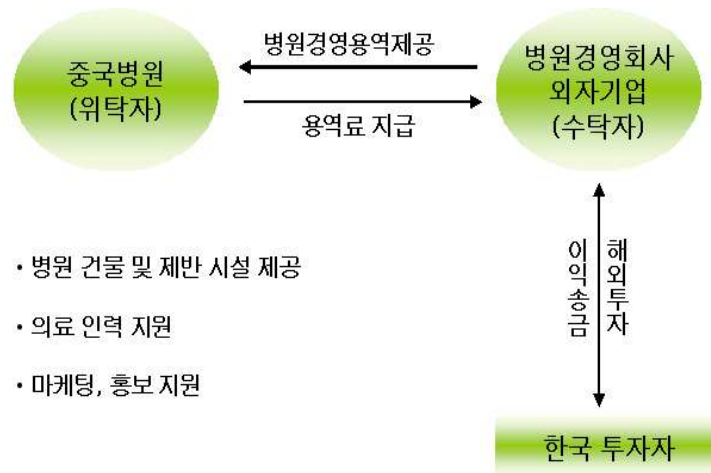 중국병원
(위탁자)
병원경영용역제공
용역료 지급
병원경영회사
외자기업
(수탁자)
이익송금
해외투자
· 병원 건물 및 제반 시설 제공
· 의료 인력 지원
· 마케팅, 홍보 지원
한국 투자자